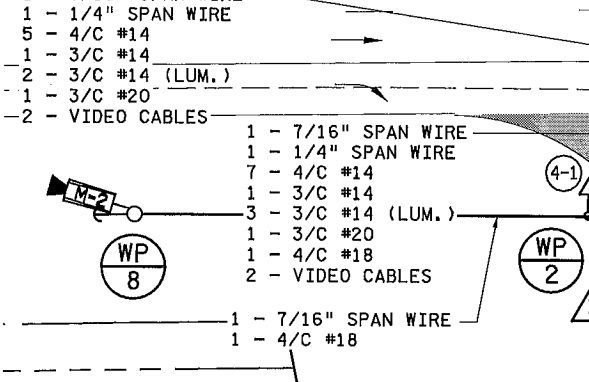 1 - 1/4" SPAN WIRE
5 - 4/C #14
1 - 3/C #14
2 - 3/C #14 (LUM.)
1 - 3/C #20
2 - VIDEO CABLES
1 - 7/16" SPAN WIRE
1 - 1/4" SPAN WIRE
7 - 4/C #14
1 - 3/C #14
3 - 3/C #14 (LUM.)
1 - 3/C #20
1 - 4/C #18
2 - VIDEO CABLES
4-1
M-2
WP
8
WP
2
1 - 7/16" SPAN WIRE
1 - 4/C #18